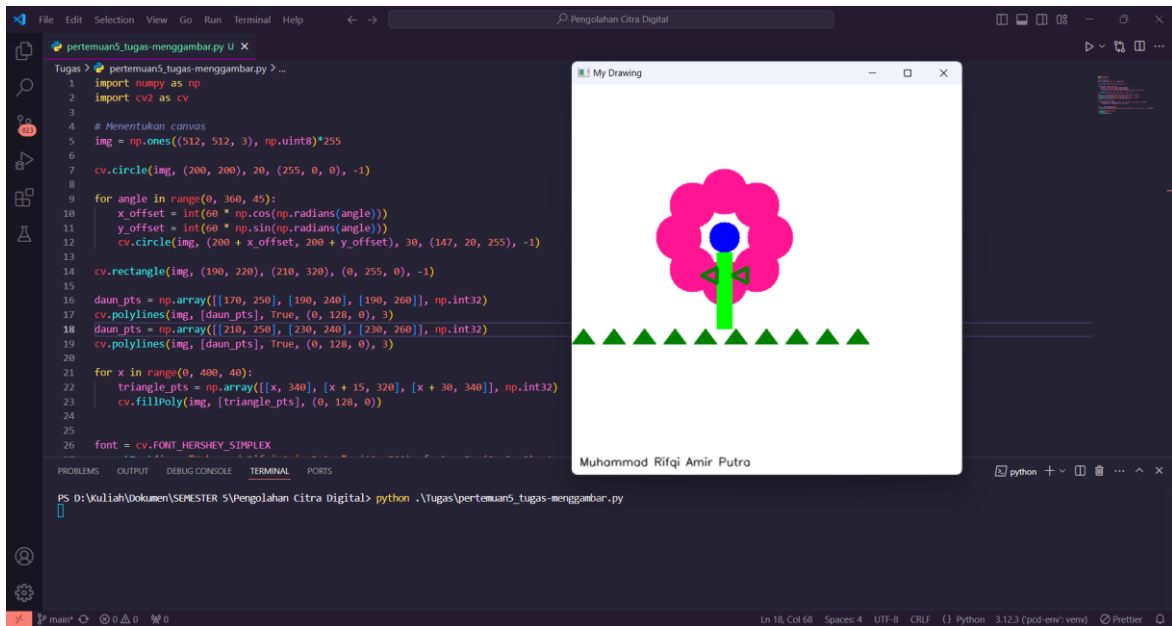 File Edit Selection View Go Run Terminal Help
Pengolahan Citra Digital
pertemuan5_tugas-menggambar.py U
Tugas > pertemuan5_tugas-menggambar.py > ...
1 import numpy as np
2 import cv2 as cv
3
4 # Menentukan canvas
5 img = np.ones((512, 512, 3), np.uint8)*255
6
7 cv.circle(img, (200, 200), 20, (255, 0, 0), -1)
8
9 for angle in range(0, 360, 45):
10     x_offset = int(60 * np.cos(np.radians(angle)))
11     y_offset = int(60 * np.sin(np.radians(angle)))
12     cv.circle(img, (200 + x_offset, 200 + y_offset), 30, (147, 20, 255), -1)
13
14 cv.rectangle(img, (190, 220), (210, 320), (0, 255, 0), -1)
15
16 daun_pts = np.array([[170, 250], [190, 240], [190, 260]], np.int32)
17 cv.polylines(img, [daun_pts], True, (0, 128, 0), 3)
18 daun_pts = np.array([[210, 250], [230, 240], [230, 260]], np.int32)
19 cv.polylines(img, [daun_pts], True, (0, 128, 0), 3)
20
21 for x in range(0, 400, 40):
22     triangle_pts = np.array([[x, 340], [x + 15, 320], [x + 30, 340]], np.int32)
23     cv.fillPoly(img, [triangle_pts], (0, 128, 0))
24
25
26 font = cv.FONT_HERSHEY_SIMPLEX
My Drawing
Muhammad Rifqi Amir Putra
823
PROBLEMS OUTPUT DEBUG CONSOLE TERMINAL PORTS
python
PS D:\Kuliah\Dokumen\SEMESTER 5\Pengolahan Citra Digital> python .\Tugas\pertemuan5_tugas-menggambar.py
main* 0 0 0 Ln 18, Col 68 Spaces: 4 UTF-8 CRLF {} Python 3.12.3 ('pcd-env': venv) Prettier